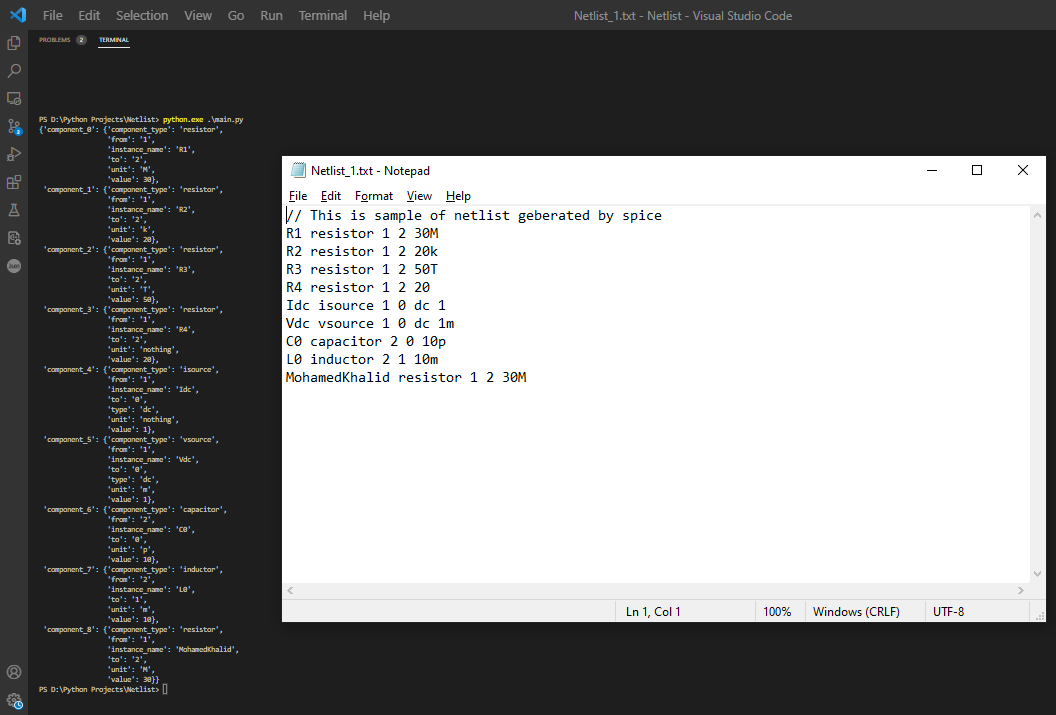 File Edit Selection View Go Run Terminal Help
Netlist_1.txt - Netlist - Visual Studio Code
PROBLEMS 2 TERMINAL
PS D:\Python Projects\Netlist> python.exe .\main.py
{'component_0': {'component_type': 'resistor',
'from': '1',
'instance_name': 'R1',
'to': '2',
'unit': 'M',
'value': 30},
'component_1': {'component_type': 'resistor',
'from': '1',
'instance_name': 'R2',
'to': '2',
'unit': 'k',
'value': 20},
'component_2': {'component_type': 'resistor',
'from': '1',
'instance_name': 'R3',
'to': '2',
'unit': 'T',
'value': 50},
'component_3': {'component_type': 'resistor',
'from': '1',
'instance_name': 'R4',
'to': '2',
'unit': 'nothing',
'value': 20},
'component_4': {'component_type': 'isource',
'from': '1',
'instance_name': 'Idc',
'to': '0',
'type': 'dc',
'unit': 'nothing',
'value': 1},
'component_5': {'component_type': 'vsource',
'from': '1',
'instance_name': 'Vdc',
'to': '0',
'type': 'dc',
'unit': 'm',
'value': 1},
'component_6': {'component_type': 'capacitor',
'from': '2',
'instance_name': 'C0',
'to': '0',
'unit': 'p',
'value': 10},
'component_7': {'component_type': 'inductor',
'from': '2',
'instance_name': 'L0',
'to': '1',
'unit': 'm',
'value': 10},
'component_8': {'component_type': 'resistor',
'from': '1',
'instance_name': 'MohamedKhalid',
'to': '2',
'unit': 'M',
'value': 30}}
PS D:\Python Projects\Netlist>
Netlist_1.txt - Notepad
File Edit Format View Help
// This is sample of netlist geberated by spice
R1 resistor 1 2 30M
R2 resistor 1 2 20k
R3 resistor 1 2 50T
R4 resistor 1 2 20
Idc isource 1 0 dc 1
Vdc vsource 1 0 dc 1m
C0 capacitor 2 0 10p
L0 inductor 2 1 10m
MohamedKhalid resistor 1 2 30M
Ln 1, Col 1 100% Windows (CRLF) UTF-8